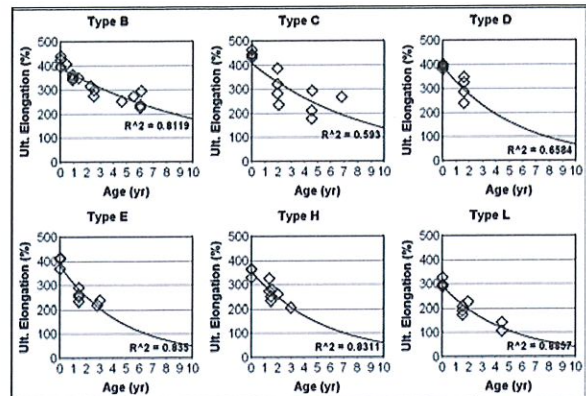 Type B
Type C
Type D
Ult. Elongation (%)
500
400
300
200
100
0
R^2 = 0.8119
0 1 2 3 4 5 6 7 8 9 10
Age (yr)
Ult. Elongation (%)
500
400
300
200
100
0
R^2 = 0.593
0 1 2 3 4 5 6 7 8 9 10
Age (yr)
Ult. Elongation (%)
500
400
300
200
100
0
R^2 = 0.6584
0 1 2 3 4 5 6 7 8 9 10
Age (yr)
Type E
Type H
Type L
Ult. Elongation (%)
500
400
300
200
100
0
R^2 = 0.835
0 1 2 3 4 5 6 7 8 9 10
Age (yr)
Ult. Elongation (%)
500
400
300
200
100
0
R^2 = 0.8311
0 1 2 3 4 5 6 7 8 9 10
Age (yr)
Ult. Elongation (%)
500
400
300
200
100
0
R^2 =
0 1 2 3 4 5 6 7 8 9 10
Age (yr)